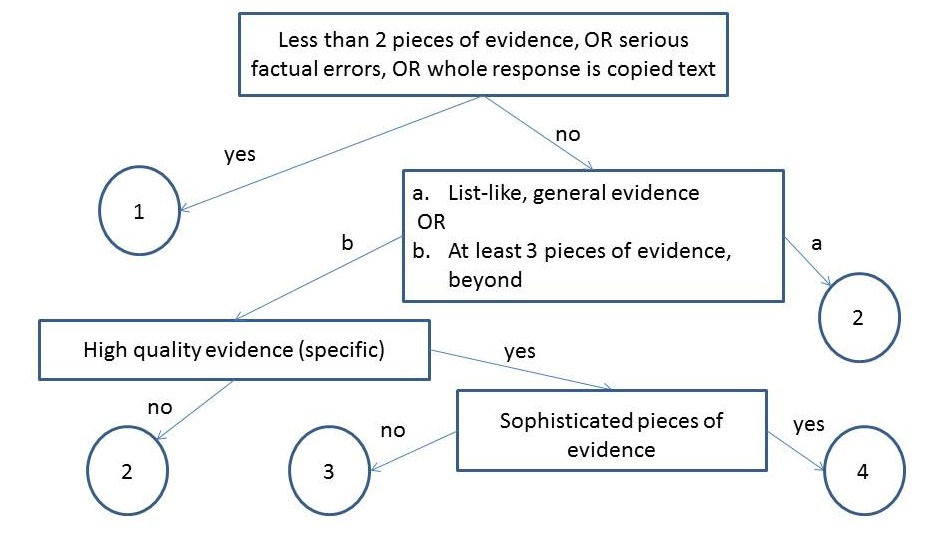 Less than 2 pieces of evidence, OR serious
factual errors, OR whole response is copied text
no
yes
1
a. List-like, general evidence
OR
b. At least 3 pieces of evidence,
beyond
b
a
2
High quality evidence (specific)
yes
no
Sophisticated pieces of
evidence
no
yes
2
3
4